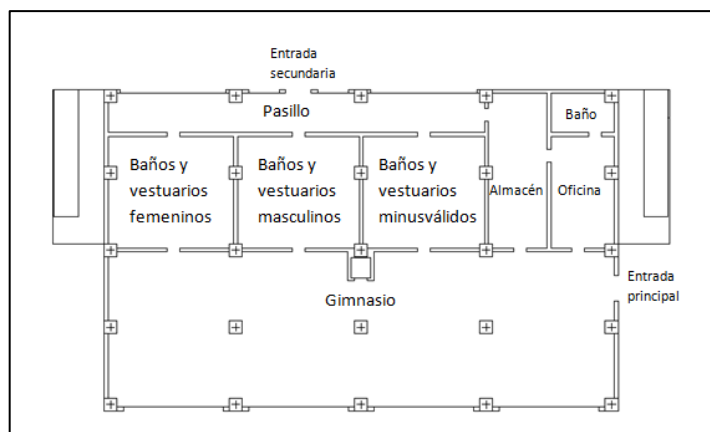 Entrada
secundaria
Pasillo
Baño
Baños y
vestuarios
femeninos
Baños y
vestuarios
masculinos
Baños y
vestuarios
minusválidos
Almacén
Oficina
Entrada
principal
Gimnasio